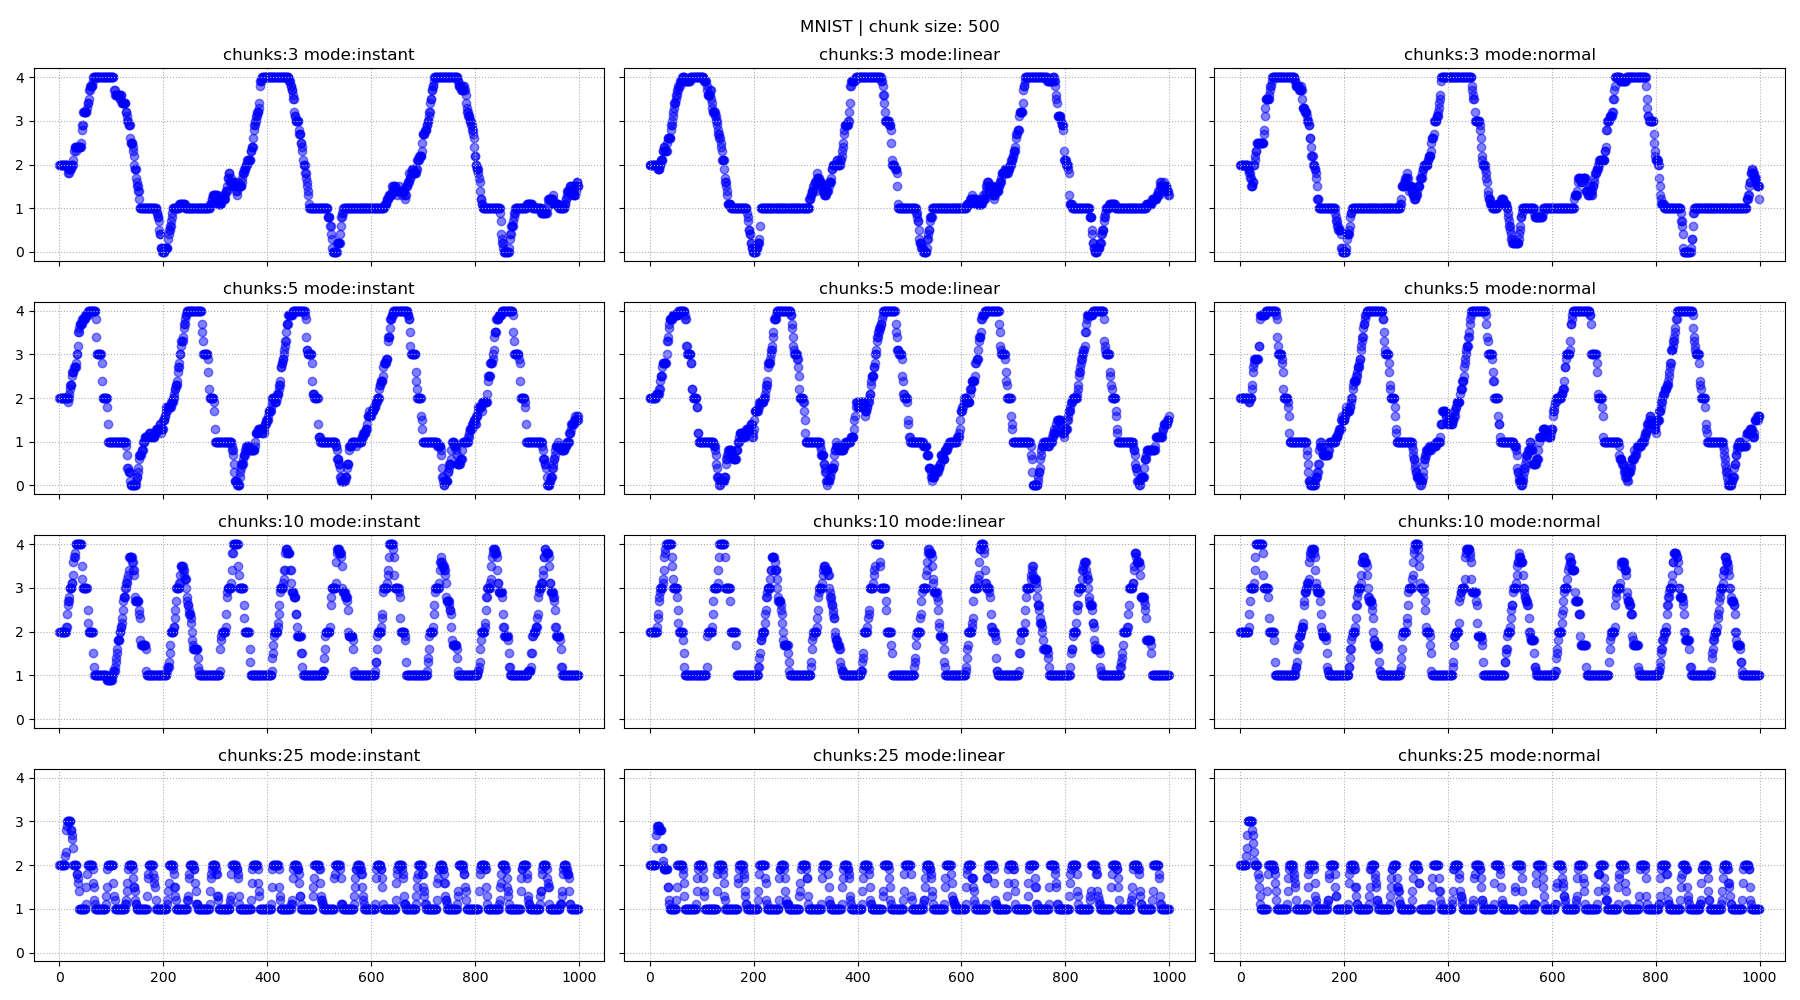 MNIST | chunk size: 500
chunks:3 mode:instant
chunks:3 mode:linear
chunks:3 mode:normal
4
3
2
1
0
chunks:5 mode:instant
chunks:5 mode:linear
chunks:5 mode:normal
4
3
2
1
0
chunks:10 mode:instant
chunks:10 mode:linear
chunks:10 mode:normal
4
3
2
1
0
chunks:25 mode:instant
chunks:25 mode:linear
chunks:25 mode:normal
4
3
2
1
0
0 200 400 600 800 1000
0 200 400 600 800 1000
0 200 400 600 800 1000